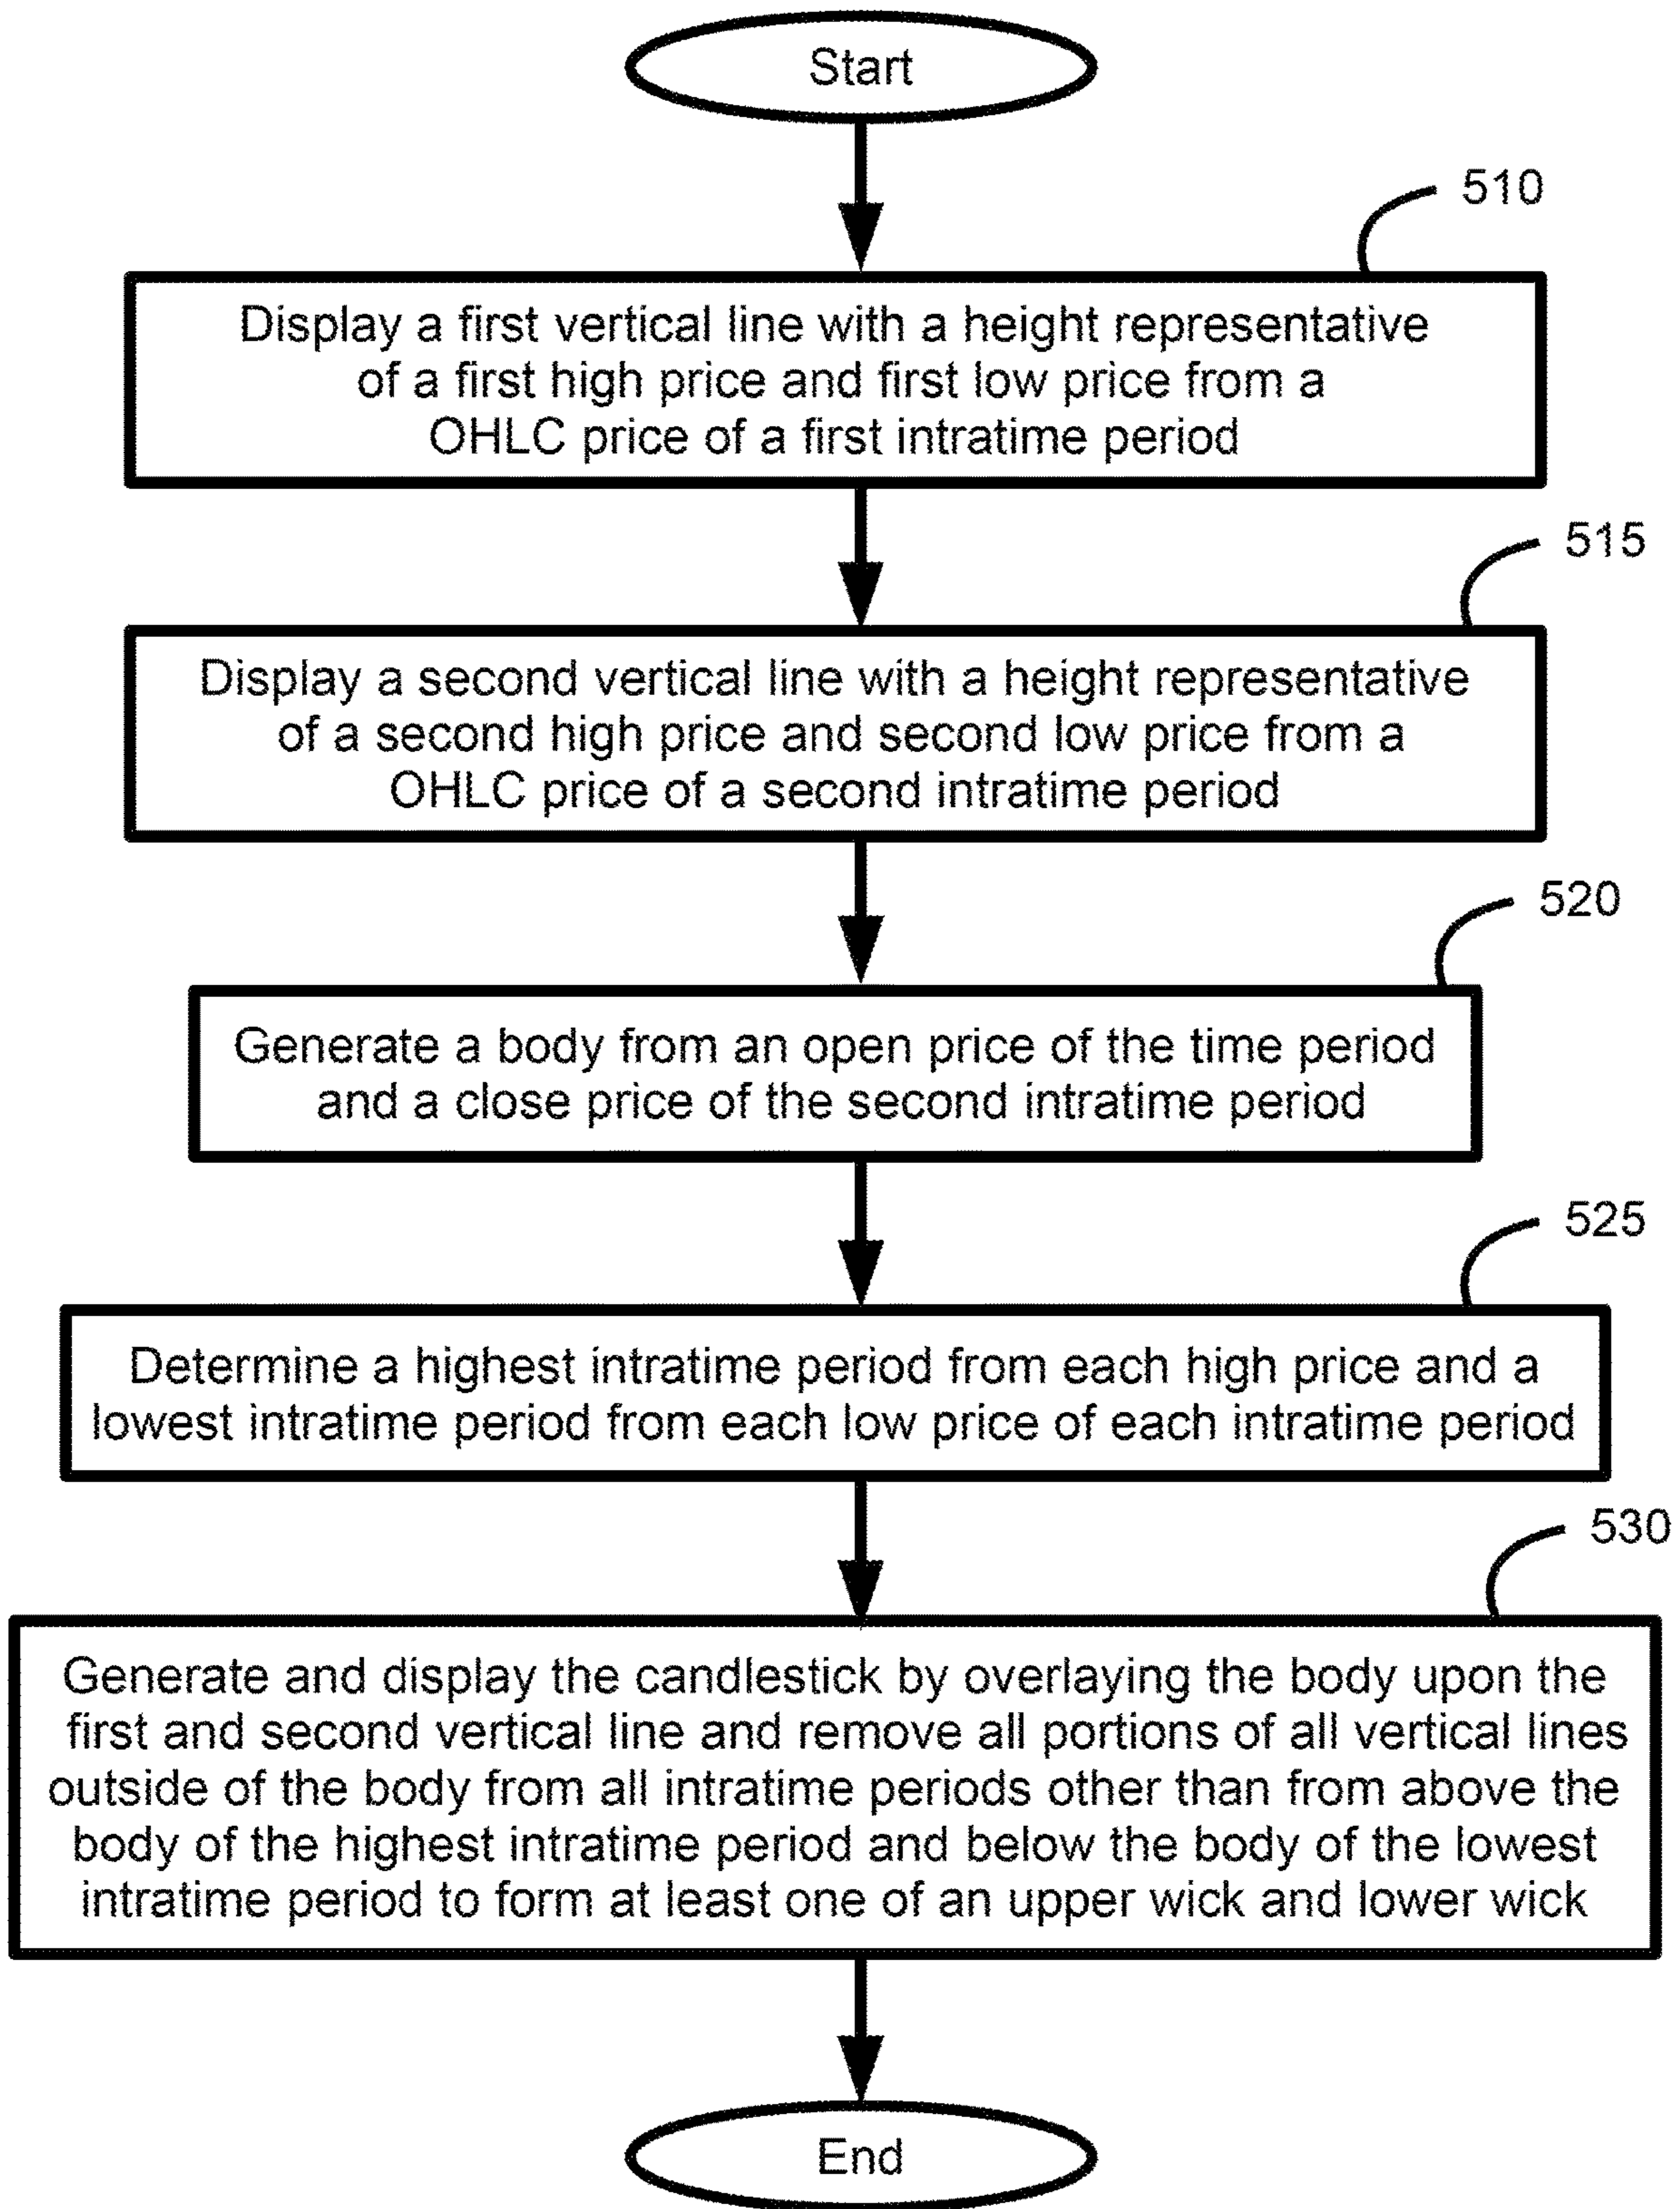 Start
510
Display a first vertical line with a height representative
of a first high price and first low price from a
OHLC price of a first intratime period
515
Display a second vertical line with a height representative
of a second high price and second low price from a
OHLC price of a second intratime period
520
Generate a body from an open price of the time period
and a close price of the second intratime period
525
Determine a highest intratime period from each high price and a
lowest intratime period from each low price of each intratime period
530
Generate and display the candlestick by overlaying the body upon the
first and second vertical line and remove all portions of all vertical lines
outside of the body from all intratime periods other than from above the
body of the highest intratime period and below the body of the lowest
intratime period to form at least one of an upper wick and lower wick
End